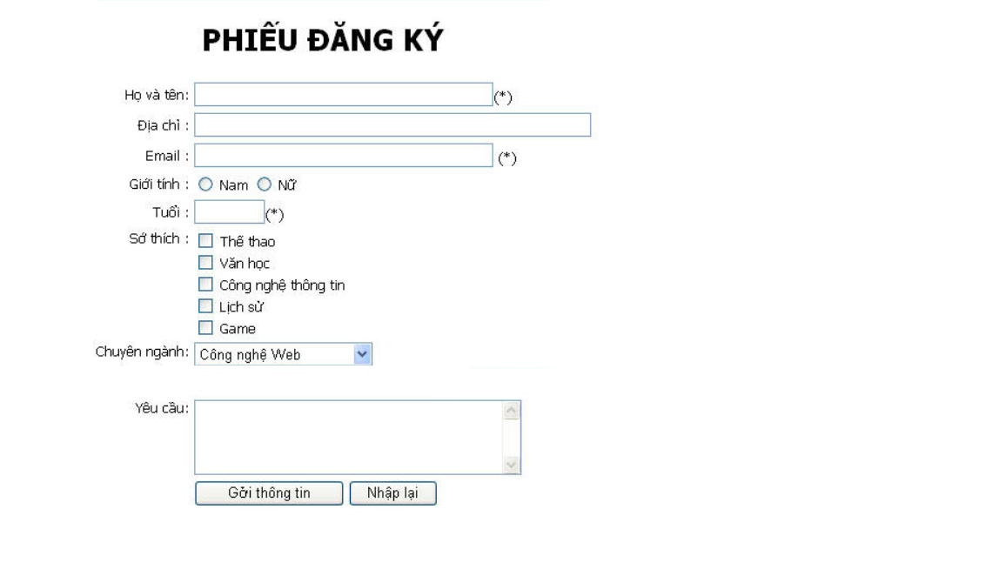 PHIẾU ĐĂNG KÝ
Họ và tên: (*)
Địa chỉ :
Email : (*)
Giới tính : Nam Nữ
Tuổi : (*)
Sở thích : Thể thao
Văn học
Công nghệ thông tin
Lịch sử
Game
Chuyên ngành: Công nghệ Web
Yêu cầu:
Gởi thông tin Nhập lại